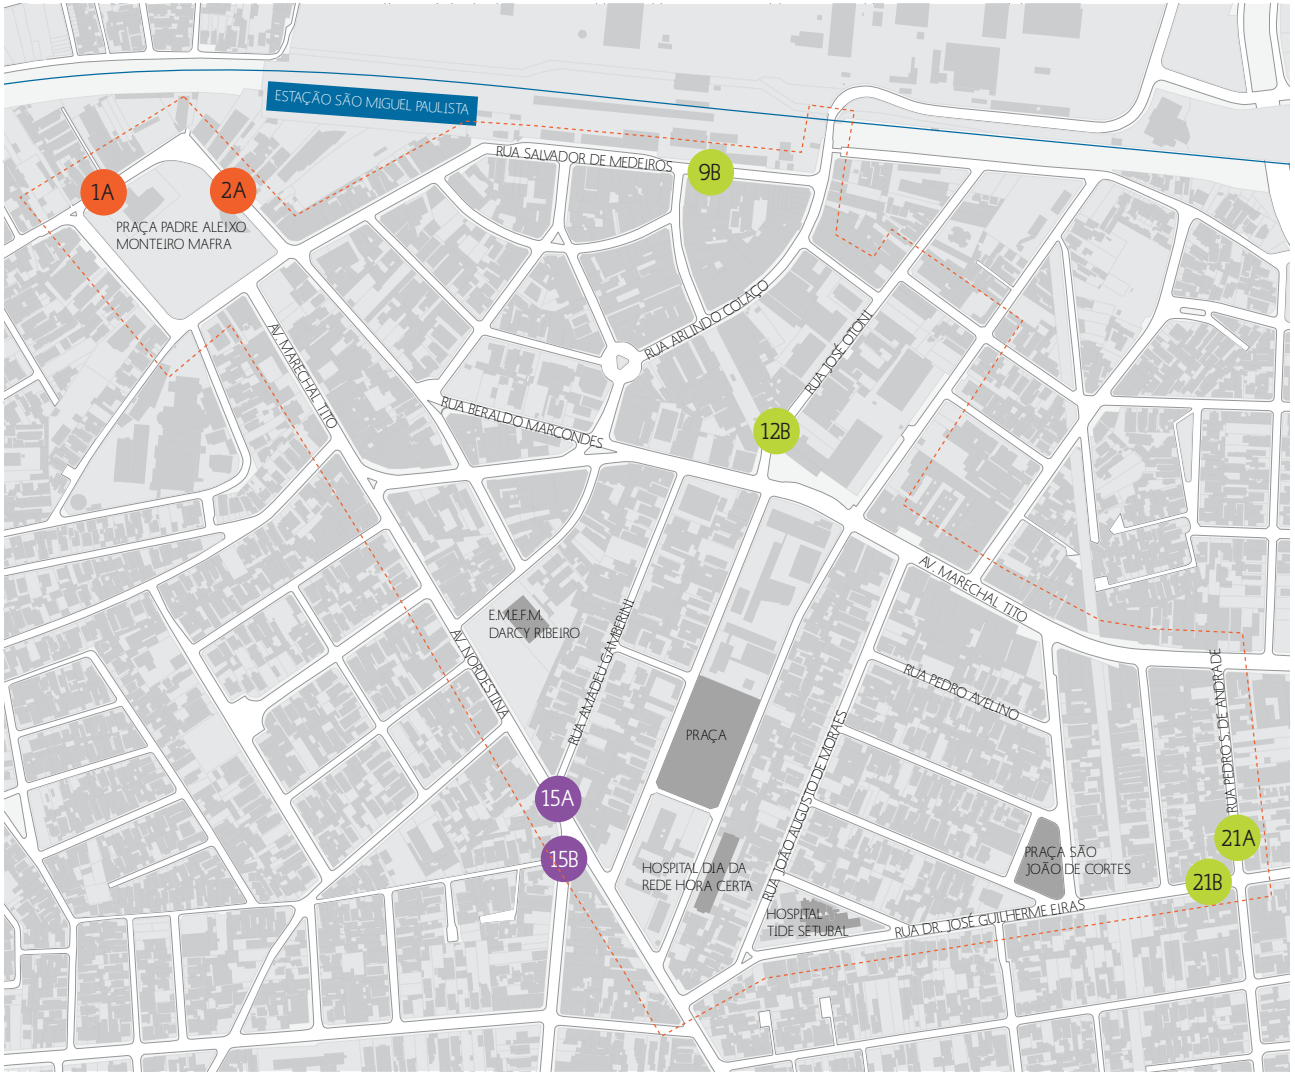 ESTAÇÃO SÃO MIGUEL PAULISTA
RUA SALVADOR DE MEDEIROS
9B
1A
2A
PRAÇA PADRE ALEIXO
MONTEIRO MAFRA
RUA ARLINDO COLAÇO
RUA JOSÉ OTONI
AV. MARECHAL TITO
RUA BERALDO MARCONDES
12B
AV. MARECHAL TITO
E.M.E.F.M.
DARCY RIBEIRO
RUA AMADEU GAMBERINI
AV. NORDESTINA
RUA PEDRO AVELINO
RUA PEDRO S. DE ANDRADE
PRAÇA
RUA JOÃO AUGUSTO DE MORAES
15A
15B
21A
PRAÇA SÃO
JOÃO DE CORTES
HOSPITAL DIA DA
REDE HORA CERTA
21B
HOSPITAL
TIDE SETUBAL
RUA DR. JOSÉ GUILHERME EIRAS